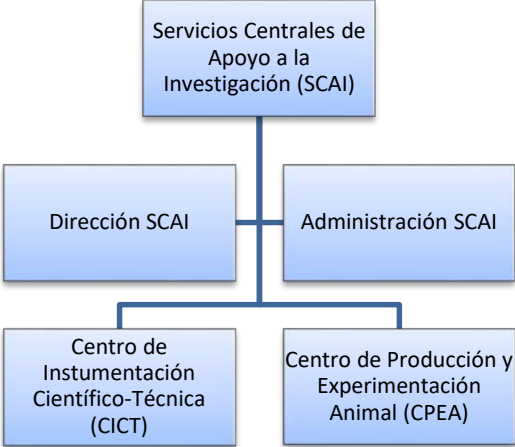 Servicios Centrales de
Apoyo a la
Investigación (SCAI)
Dirección SCAI
Administración SCAI
Centro de
Instumentación
Científico-Técnica
(CICT)
Centro de Producción y
Experimentación
Animal (CPEA)